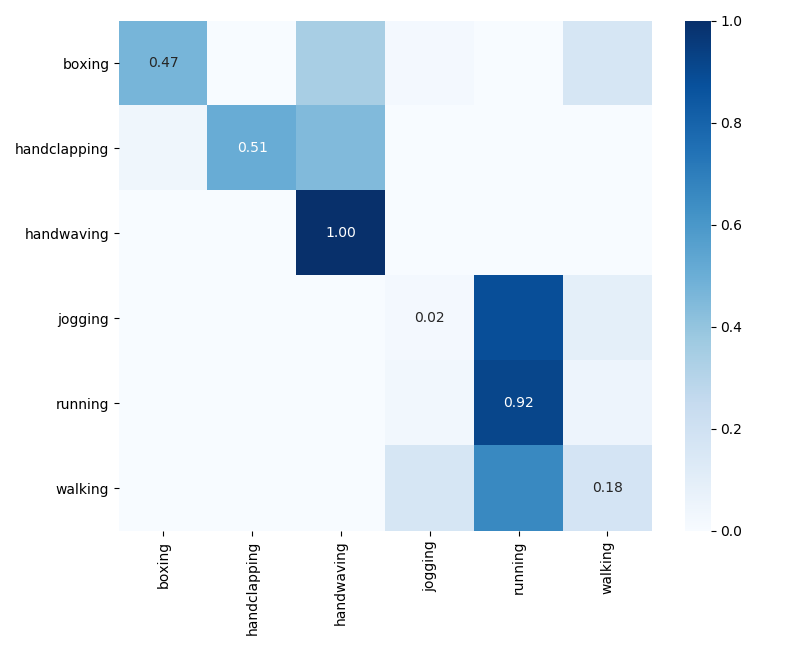 1.0
boxing 0.47
0.8
handclapping 0.51
handwaving 1.00
0.6
jogging 0.02
0.4
running 0.92
0.2
walking 0.18
0.0
boxing
handclapping
handwaving
jogging
running
walking